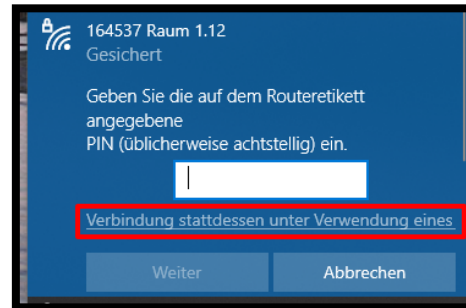 164537 Raum 1.12
Gesichert
Geben Sie die auf dem Routeretikett
angegebene
PIN (üblicherweise achtstellig) ein.
Verbindung stattdessen unter Verwendung eines
Weiter
Abbrechen